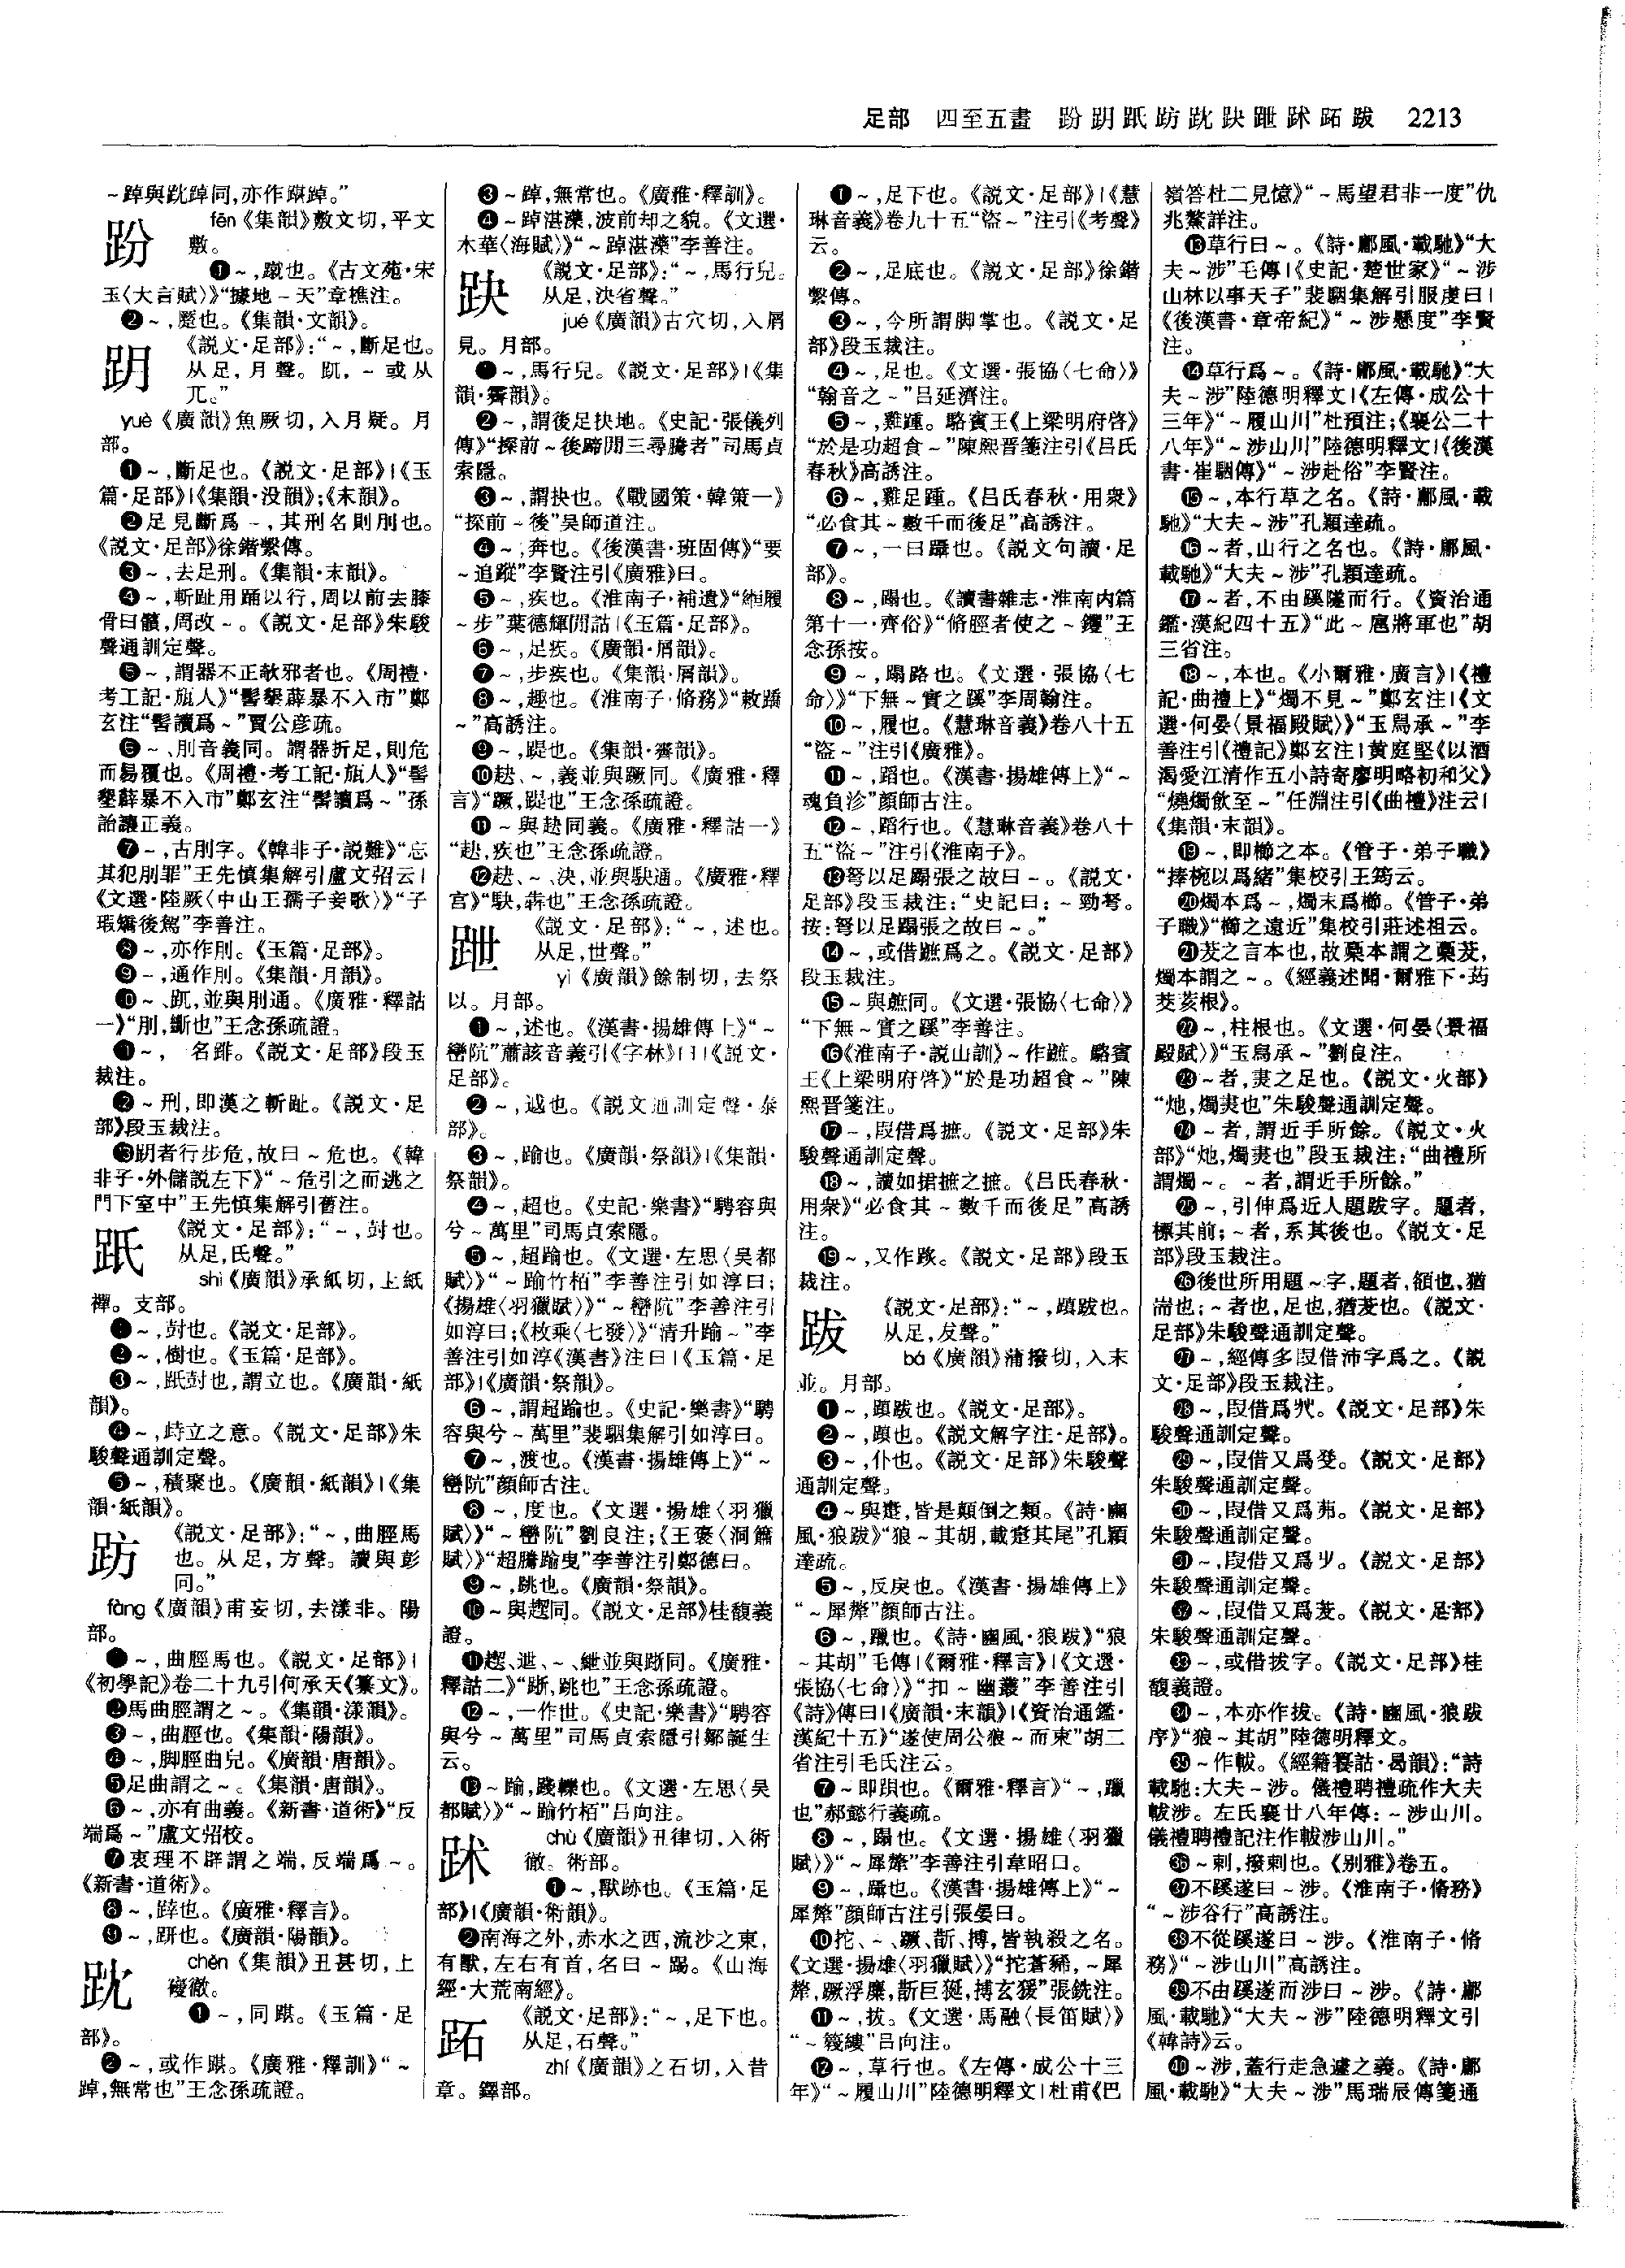 足部　四至五畫　跀趴跂趽跀趹跇跊跖跋　2213
～踔與踸踔同,亦作踑踔。”
fēn《集韻》敷文切,平文
敷。
❶～,蹴也。《古文苑·宋
玉〈大言賦〉》“據地～天”章樵注。
❷～,蹙也。《集韻·文韻》。
跀
《説文·足部》:“～,斷足也。
从足,月聲。𧿁,～或从
兀。”
yuè《廣韻》魚厥切,入月疑。月
部。
❶～,斷足也。《説文·足部》|《玉
篇·足部》|《集韻·没韻》;《末韻》。
❷足見斷爲～,其刑名則刖也。
《説文·足部》徐鍇繫傳。
❸～,去足刑。《集韻·末韻》。
❹～,斬趾用踊以行,周以前去膝
骨曰髕,周改～。《説文·足部》朱駿
聲通訓定聲。
❺～,謂器不正欹邪者也。《周禮·
考工記·瓬人》“髻墾薜暴不入市”鄭
玄注“髻讀爲～”賈公彦疏。
❻～、刖音義同。謂器折足,則危
而易覆也。《周禮·考工記·瓬人》“髻
墾薜暴不入市”鄭玄注“髻讀爲～”孫
詒讓正義。
❼～,古刖字。《韓非子·説難》“忘
其犯刖罪”王先慎集解引盧文弨云|
《文選·陸厥〈中山王孺子妾歌〉》“子
瑕矯後駕”李善注。
❽～,亦作刖。《玉篇·足部》。
❾～,通作刖。《集韻·月韻》。
❿～、𧿁,並與刖通。《廣雅·釋詁
一》“刖,斷也”王念孫疏證。
⓫～,名跸。《説文·足部》段玉
裁注。
⓬～刑,即漢之斬趾。《説文·足
部》段玉裁注。
⓭跀者行步危,故曰～危也。《韓
非子·外儲説左下》“～危引之而逃之
門下室中”王先慎集解引舊注。
《説文·足部》:“～,𡬾也。
从足,氏聲。”
shì《廣韻》承紙切,上紙
禪。支部。
❶～,𡬾也。《説文·足部》。
❷～,樹也。《玉篇·足部》。
❸～,𡬾也,謂立也。《廣韻·紙
韻》。
❹～,峙立之意。《説文·足部》朱
駿聲通訓定聲。
❺～,積聚也。《廣韻·紙韻》|《集
韻·紙韻》。
趽
《説文·足部》:“～,曲脛馬
也。从足,方聲。讀與彭
同。”
fàng《廣韻》甫妄切,去漾非。陽
部。
❶～,曲脛馬也。《説文·足部》|
《初學記》卷二十九引何承天《纂文》。
❷馬曲脛謂之～。《集韻·漾韻》。
❸～,曲脛也。《集韻·陽韻》。
❹～,脚脛曲皃。《廣韻·唐韻》。
❺足曲謂之～。《集韻·唐韻》。
❻～,亦有曲義。《新書·道術》“反
端爲～”盧文弨校。
❼衷理不辟謂之端,反端爲～。
《新書·道術》。
❽～,踤也。《廣雅·釋言》。
❾～,趼也。《廣韻·陽韻》。
chěn《集韻》丑甚切,上
寑徹。
❶～,同踑。《玉篇·足
部》。
❷～,或作踑。《廣雅·釋訓》“～
踔,無常也”王念孫疏證。
❸～踔,無常也。《廣雅·釋訓》。
❹～踔湛藻,波前却之貌。《文選·
木華〈海賦〉》“～踔湛藻”李善注。
趹
《説文·足部》:“～,馬行皃。
从足,決省聲。”
jué《廣韻》古穴切,入屑
見。月部。
❶～,馬行皃。《説文·足部》|《集
韻·霽韻》。
❷～,謂後足抉地。《史記·張儀列
傳》“探前～後蹄間三尋騰者”司馬貞
索隱。
❸～,謂抉也。《戰國策·韓策一》
“探前～後”吴師道注。
❹～,奔也。《後漢書·班固傳》“要
～追蹤”李賢注引《廣雅》曰。
❺～,疾也。《淮南子·補遺》“絇履
～步”葉德輝間詁|《玉篇·足部》。
❻～,足疾。《廣韻·屑韻》。
❼～,步疾也。《集韻·屑韻》。
❽～,趣也。《淮南子·脩務》“敕蹻
～”高誘注。
❾～,踶也。《集韻·霽韻》。
❿赽、～,義並與蹶同。《廣雅·釋
言》“蹶,踶也”王念孫疏證。
⓫～與赽同義。《廣雅·釋詁一》
“赽,疾也”王念孫疏證。
⓬赽、～、決,並與駃通。《廣雅·釋
宫》“駃,犇也”王念孫疏證。
跇
《説文·足部》:“～,述也。
从足,世聲。”
yì《廣韻》餘制切,去祭
以。月部。
❶～,述也。《漢書·揚雄傳上》“～
巒阬”蕭該音義引《字林》曰|《説文·
足部》。
❷～,越也。《説文通訓定聲·泰
部》。
❸～,踰也。《廣韻·祭韻》|《集韻·
祭韻》。
❹～,超也。《史記·樂書》“騁容與
兮～萬里”司馬貞索隱。
❺～,超踰也。《文選·左思〈吴都
賦〉》“～踰竹栢”李善注引如淳曰;
《揚雄〈羽獵賦〉》“～巒阬”李善注引
如淳曰;《枚乘〈七發〉》“清升踰～”李
善注引如淳《漢書》注曰|《玉篇·足
部》|《廣韻·祭韻》。
❻～,謂超踰也。《史記·樂書》“騁
容與兮～萬里”裴駰集解引如淳曰。
❼～,渡也。《漢書·揚雄傳上》“～
巒阬”顔師古注。
❽～,度也。《文選·揚雄〈羽獵
賦〉》“～巒阬”劉良注;《王褒〈洞簫
賦〉》“超騰踰曳”李善注引鄭德曰。
❾～,跳也。《廣韻·祭韻》。
❿～與趩同。《説文·足部》桂馥義
證。
⓫趩、迣、～、紲並與跇同。《廣雅·
釋詁二》“跇,跳也”王念孫疏證。
⓬～,一作世。《史記·樂書》“騁容
與兮～萬里”司馬貞索隱引鄒誕生
云。
⓭～踰,踐轢也。《文選·左思〈吴
都賦〉》“～踰竹栢”吕向注。
跊
chù《廣韻》丑律切,入術
徹。術部。
❶～,獸跡也。《玉篇·足
部》|《廣韻·術韻》。
❷南海之外,赤水之西,流沙之東,
有獸,左右有首,名曰～踢。《山海
經·大荒南經》。
跖
《説文·足部》:“～,足下也。
从足,石聲。”
zhí《廣韻》之石切,入昔
章。鐸部。
❶～,足下也。《説文·足部》|《慧
琳音義》卷九十五“盜～”注引《考聲》
云。
❷～,足底也。《説文·足部》徐鍇
繫傳。
❸～,今所謂脚掌也。《説文·足
部》段玉裁注。
❹～,足也。《文選·張協〈七命〉》
“翰音之～”吕延濟注。
❺～,雞踵。駱賓王《上梁明府啓》
“於是功超食～”陳熙晉箋注引《吕氏
春秋》高誘注。
❻～,雞足踵。《吕氏春秋·用衆》
“必食其～數千而後足”高誘注。
❼～,一曰躡也。《説文句讀·足
部》。
❽～,蹋也。《讀書雜志·淮南内篇
第十一·齊俗》“脩脛者使之～钁”王
念孫按。
❾～,蹋路也。《文選·張協〈七
命〉》“下無～實之蹊”李周翰注。
❿～,履也。《慧琳音義》卷八十五
“盜～”注引《廣雅》。
⓫～,蹈也。《漢書·揚雄傳上》“～
魂負沴”顔師古注。
⓬～,蹈行也。《慧琳音義》卷八十
五“盜～”注引《淮南子》。
⓭弩以足蹋張之故曰～。《説文·
足部》段玉裁注:“史記曰:～勁弩。
按:弩以足蹋張之故曰～。”
⓮～,或借蹠爲之。《説文·足部》
段玉裁注。
⓯～與蹠同。《文選·張協〈七命〉》
“下無～實之蹊”李善注。
⓰《淮南子·説山訓》～作蹠。駱賓
王《上梁明府啓》“於是功超食～”陳
熙晉箋注。
⓱～,叚借爲摭。《説文·足部》朱
駿聲通訓定聲。
⓲～,讀如捃摭之摭。《吕氏春秋·
用衆》“必食其～數千而後足”高誘
注。
⓳～,又作跡。《説文·足部》段玉
裁注。
跋
《説文·足部》:“～,蹎跋也。
从足,犮聲。”
bá《廣韻》蒲撥切,入末
並。月部。
❶～,蹎跋也。《説文·足部》。
❷～,蹎也。《説文解字注·足部》。
❸～,仆也。《説文·足部》朱駿聲
通訓定聲。
❹～與疐,皆是顛倒之類。《詩·豳
風·狼跋》“狼～其胡,載疐其尾”孔穎
達疏。
❺～,反戾也。《漢書·揚雄傳上》
“～犀犛”顔師古注。
❻～,躐也。《詩·豳風·狼跋》“狼
～其胡”毛傳|《爾雅·釋言》|《文選·
張協〈七命〉》“扣～幽叢”李善注引
《詩》傳曰|《廣韻·末韻》|《資治通鑑·
漢紀十五》“遂使周公狼～而東”胡三
省注引毛氏注云。
❼～即跟也。《爾雅·釋言》“～,躐
也”郝懿行義疏。
❽～,蹋也。《文選·揚雄〈羽獵
賦〉》“～犀犛”李善注引韋昭曰。
❾～,躡也。《漢書·揚雄傳上》“～
犀犛”顔師古注引張晏曰。
❿挓、～、蹶、斮、搏,皆執殺之名。
《文選·揚雄〈羽獵賦〉》“挓蒼豨,～犀
犛,蹶浮麋,斮巨狿,搏玄猨”張銑注。
⓫～,拔。《文選·馬融〈長笛賦〉》
“～篾縷”吕向注。
⓬～,草行也。《左傳·成公十三
年》“～履山川”陸德明釋文|杜甫《巴
嶺答杜二見憶》“～馬望君非一度”仇
兆鰲詳注。
⓭草行曰～。《詩·鄘風·載馳》“大
夫～涉”毛傳|《史記·楚世家》“～涉
山林以事天子”裴駰集解引服虔曰|
《後漢書·章帝紀》“～涉懸度”李賢
注。
⓮草行爲～。《詩·鄘風·載馳》“大
夫～涉”陸德明釋文|《左傳·成公十
三年》“～履山川”杜預注;《襄公二十
八年》“～涉山川”陸德明釋文|《後漢
書·崔駰傳》“～涉赴俗”李賢注。
⓯～,本行草之名。《詩·鄘風·載
馳》“大夫～涉”孔穎達疏。
⓰～者,山行之名也。《詩·鄘風·
載馳》“大夫～涉”孔穎達疏。
⓱～者,不由蹊隧而行。《資治通
鑑·漢紀四十五》“此～扈將軍也”胡
三省注。
⓲～,本也。《小爾雅·廣言》|《禮
記·曲禮上》“燭不見～”鄭玄注|《文
選·何晏〈景福殿賦〉》“玉舄承～”李
善注引《禮記》鄭玄注|黄庭堅《以酒
渴愛江清作五小詩寄廖明略初和父》
“燒燭飲至～”任淵注引《曲禮》注云|
《集韻·末韻》。
⓳～,即櫛之本。《管子·弟子職》
“捧椀以爲緒”集校引王筠云。
⓴燭本爲～,燭末爲櫛。《管子·弟
子職》“櫛之遠近”集校引莊述祖云。
㉑茇之言本也,故槀本謂之槀茇,
燭本謂之～。《經義述聞·爾雅下·葋
茭荄根》。
㉒～,柱根也。《文選·何晏〈景福
殿賦〉》“玉舄承～”劉良注。
㉓～者,㶳之足也。《説文·火部》
“灺,燭㶳也”朱駿聲通訓定聲。
㉔～者,謂近手所餘。《説文·火
部》“灺,燭㶳也”段玉裁注:“曲禮所
謂燭～。～者,謂近手所餘。”
㉕～,引伸爲近人題跋字。題者,
標其前;～者,系其後也。《説文·足
部》段玉裁注。
㉖後世所用題～字,題者,頟也,猶
耑也;～者也,足也,猶茇也。《説文·
足部》朱駿聲通訓定聲。
㉗～,經傳多叚借沛字爲之。《説
文·足部》段玉裁注。
㉘～,叚借爲癶。《説文·足部》朱
駿聲通訓定聲。
㉙～,叚借又爲癹。《説文·足部》
朱駿聲通訓定聲。
㉚～,叚借又爲茀。《説文·足部》
朱駿聲通訓定聲。
㉛～,叚借又爲𣥂。《説文·足部》
朱駿聲通訓定聲。
㉜～,叚借又爲茇。《説文·足部》
朱駿聲通訓定聲。
㉝～,或借拔字。《説文·足部》桂
馥義證。
㉞～,本亦作拔。《詩·豳風·狼跋
序》“狼～其胡”陸德明釋文。
㉟～作軷。《經籍籑詁·曷韻》:“詩
載馳:大夫～涉。儀禮聘禮疏作大夫
軷涉。左氏襄廿八年傳:～涉山川。
儀禮聘禮記注作軷涉山川。”
㊱～剌,撥剌也。《别雅》卷五。
㊲不蹊遂曰～涉。《淮南子·脩務》
“～涉谷行”高誘注。
㊳不從蹊遂曰～涉。《淮南子·脩
務》“～涉山川”高誘注。
㊴不由蹊遂而涉曰～涉。《詩·鄘
風·載馳》“大夫～涉”陸德明釋文引
《韓詩》云。
㊵～涉,蓋行走急遽之義。《詩·鄘
風·載馳》“大夫～涉”馬瑞辰傳箋通